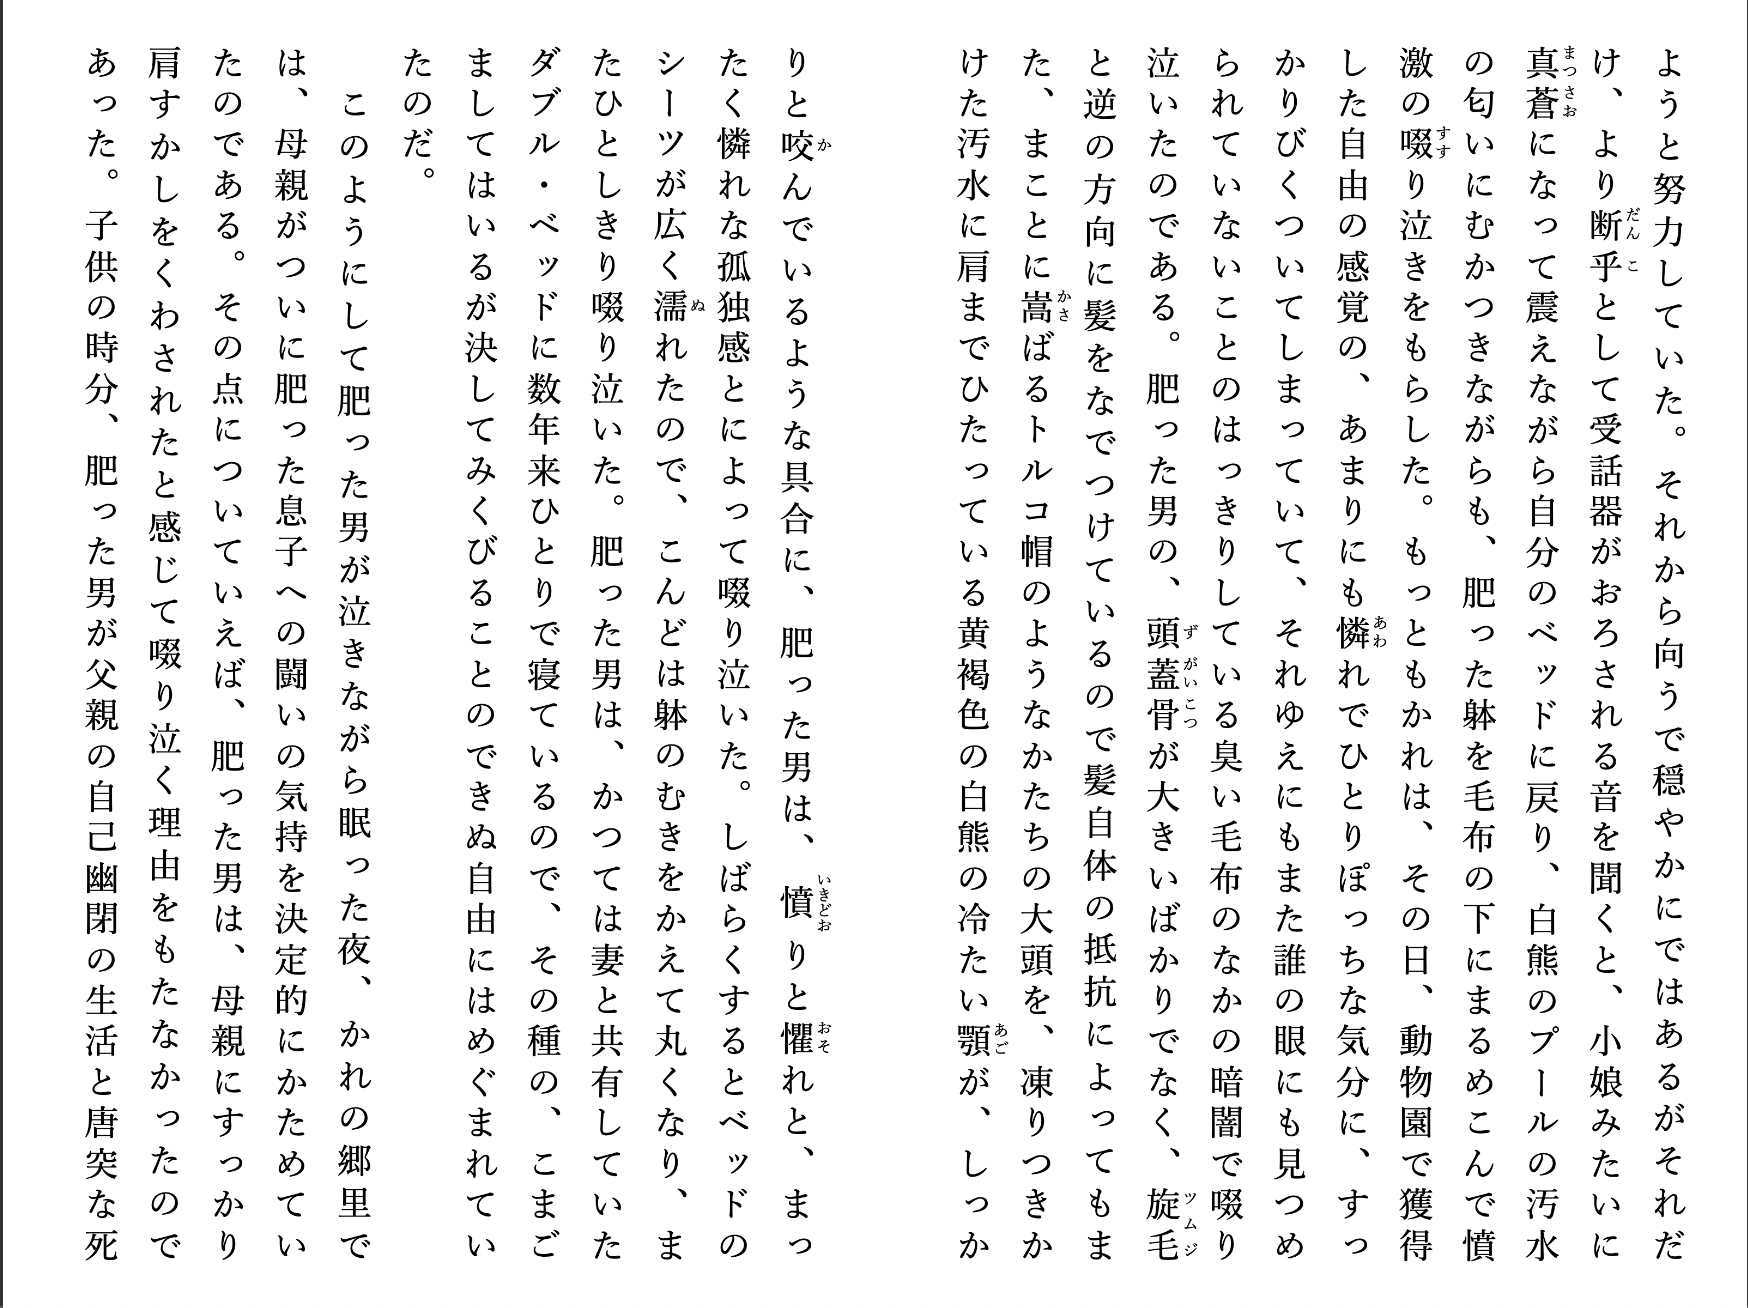 ようと努力していた。それから向うで穏やかにではあるがそれだ
け、より断乎として受話器がおろされる音を聞くと、小娘みたいに
真蒼になって震えながら自分のベッドに戻り、白熊のプールの汚水
の匂いにむかつきながらも、肥った躰を毛布の下にまるめこんで憤
激の啜り泣きをもらした。もっともかれは、その日、動物園で獲得
した自由の感覚の、あまりにも憐れでひとりぽっちな気分に、すっ
かりびくついてしまっていて、それゆえにもまた誰の眼にも見つめ
られていないことのはっきりしている臭い毛布のなかの暗闇で啜り
泣いたのである。肥った男の、頭蓋骨が大きいばかりでなく、旋毛
と逆の方向に髪をなでつけているので髪自体の抵抗によってもま
た、まことに嵩ばるトルコ帽のようなかたちの大頭を、凍りつきか
けた汚水に肩までひたっている黄褐色の白熊の冷たい顎が、しっか
りと咬んでいるような具合に、肥った男は、憤りと懼れと、まっ
たく憐れな孤独感とによって啜り泣いた。しばらくするとベッドの
シーツが広く濡れたので、こんどは躰のむきをかえて丸くなり、ま
たひとしきり啜り泣いた。肥った男は、かつては妻と共有していた
ダブル・ベッドに数年来ひとりで寝ているので、その種の、こまご
ましてはいるが決してみくびることのできぬ自由にはめぐまれてい
たのだ。
このようにして肥った男が泣きながら眠った夜、かれの郷里で
は、母親がついに肥った息子への闘いの気持を決定的にかためてい
たのである。その点についていえば、肥った男は、母親にすっかり
肩すかしをくわされたと感じて啜り泣く理由をもたなかったので
あった。子供の時分、肥った男が父親の自己幽閉の生活と唐突な死